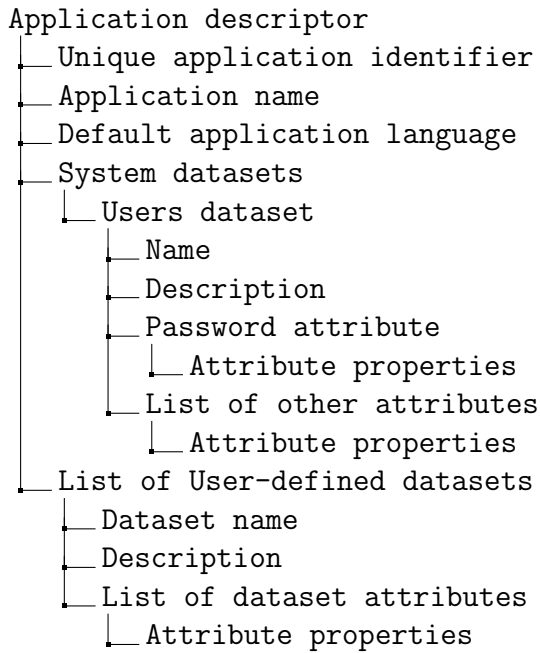 Application descriptor
Unique application identifier
Application name
Default application language
System datasets
Users dataset
Name
Description
Password attribute
Attribute properties
List of other attributes
Attribute properties
List of User-defined datasets
Dataset name
Description
List of dataset attributes
Attribute properties